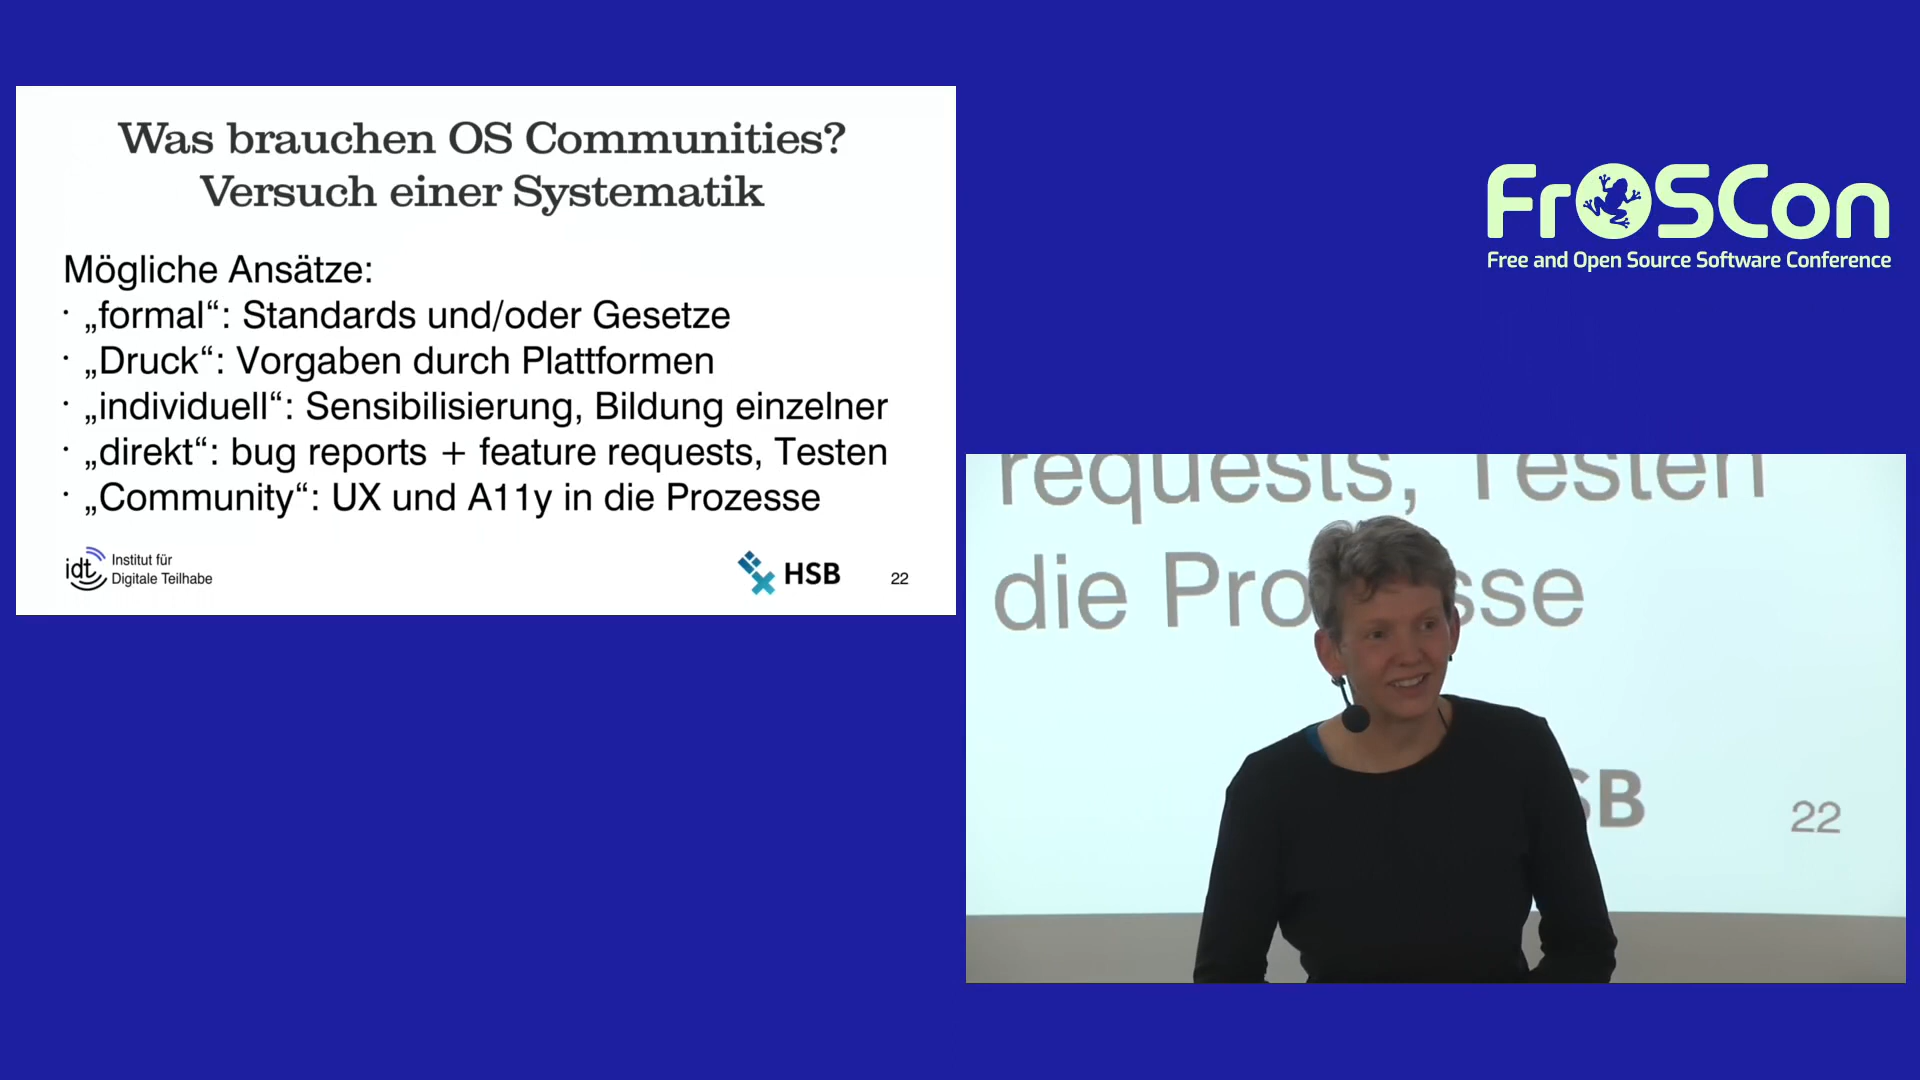 Was brauchen OS Communities?
Versuch einer Systematik
Mögliche Ansätze:
· „formal“: Standards und/oder Gesetze
· „Druck“: Vorgaben durch Plattformen
· „individuell“: Sensibilisierung, Bildung einzelner
· „direkt“: bug reports + feature requests, Testen
· „Community“: UX und A11y in die Prozesse
idt Institut für
Digitale Teilhabe
HSB
22
FrOSCon
Free and Open Source Software Conference
requests, Testen
die Pro sse
SB
22